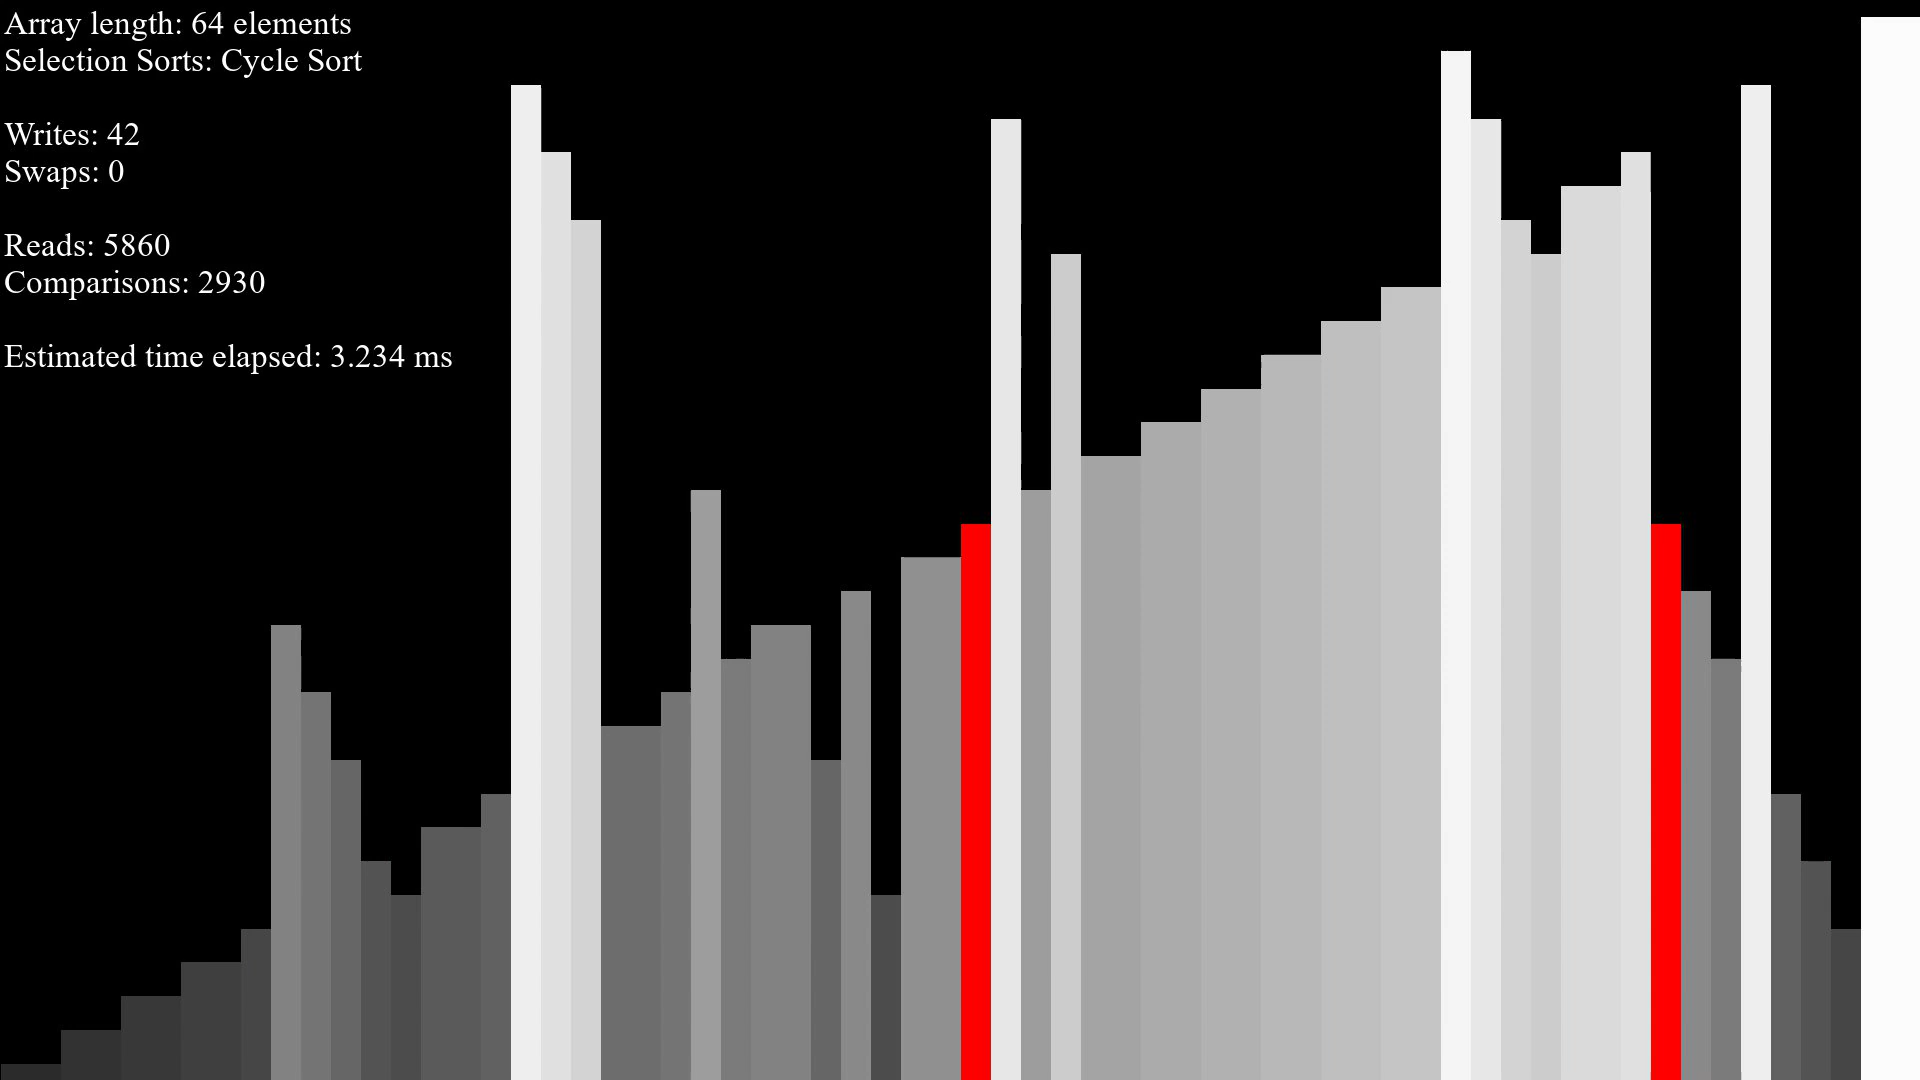 Array length: 64 elements
Selection Sorts: Cycle Sort
Writes: 42
Swaps: 0
Reads: 5860
Comparisons: 2930
Estimated time elapsed: 3.234 ms